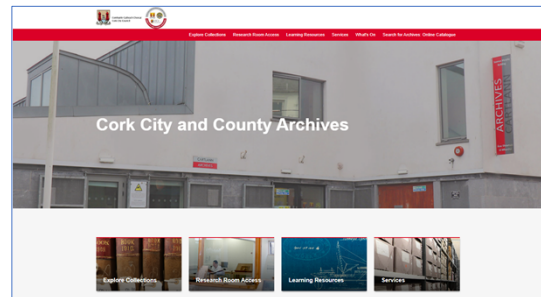 Explore Collections Research Room Access Learning Resources Services What's On Search for Archives Online Catalogue
Cork City and County Archives
ARCHIVES
Explore Collections
Research Room Access
Learning Resources
Services